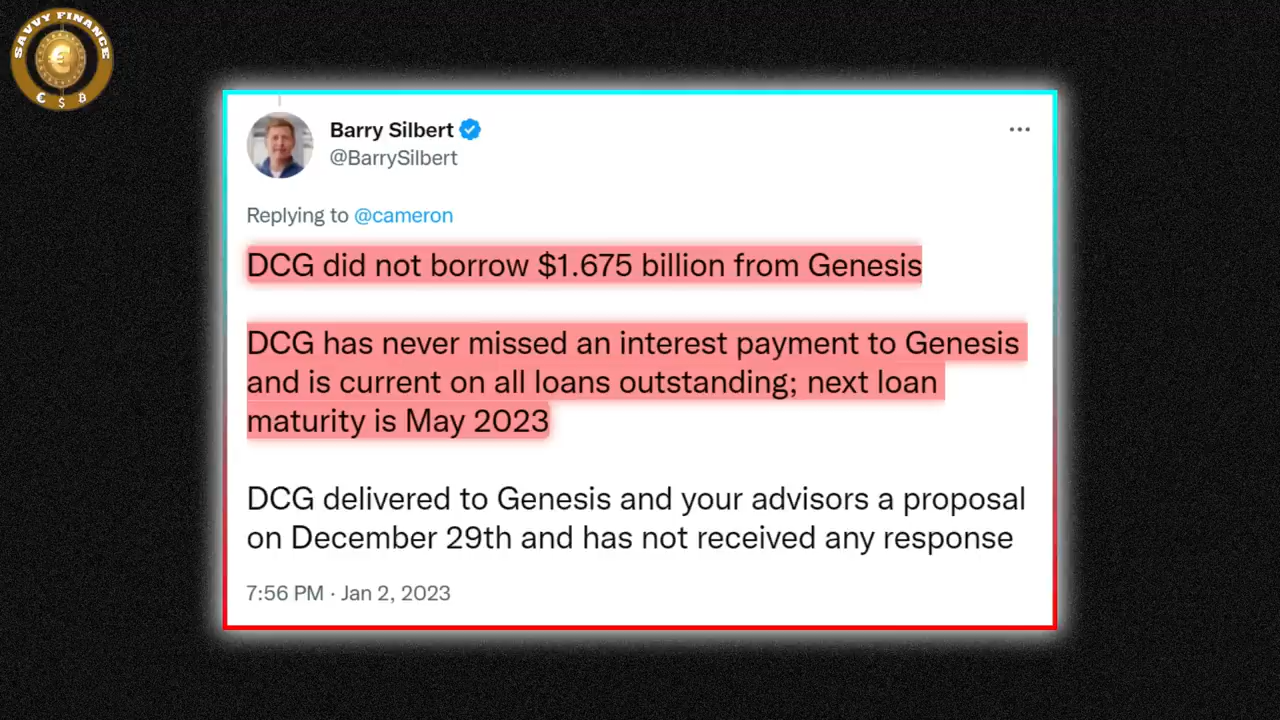 SAVVY FINANCE
€ $ B
Barry Silbert
@BarrySilbert
Replying to @cameron
DCG did not borrow $1.675 billion from Genesis
DCG has never missed an interest payment to Genesis
and is current on all loans outstanding; next loan
maturity is May 2023
DCG delivered to Genesis and your advisors a proposal
on December 29th and has not received any response
7:56 PM · Jan 2, 2023